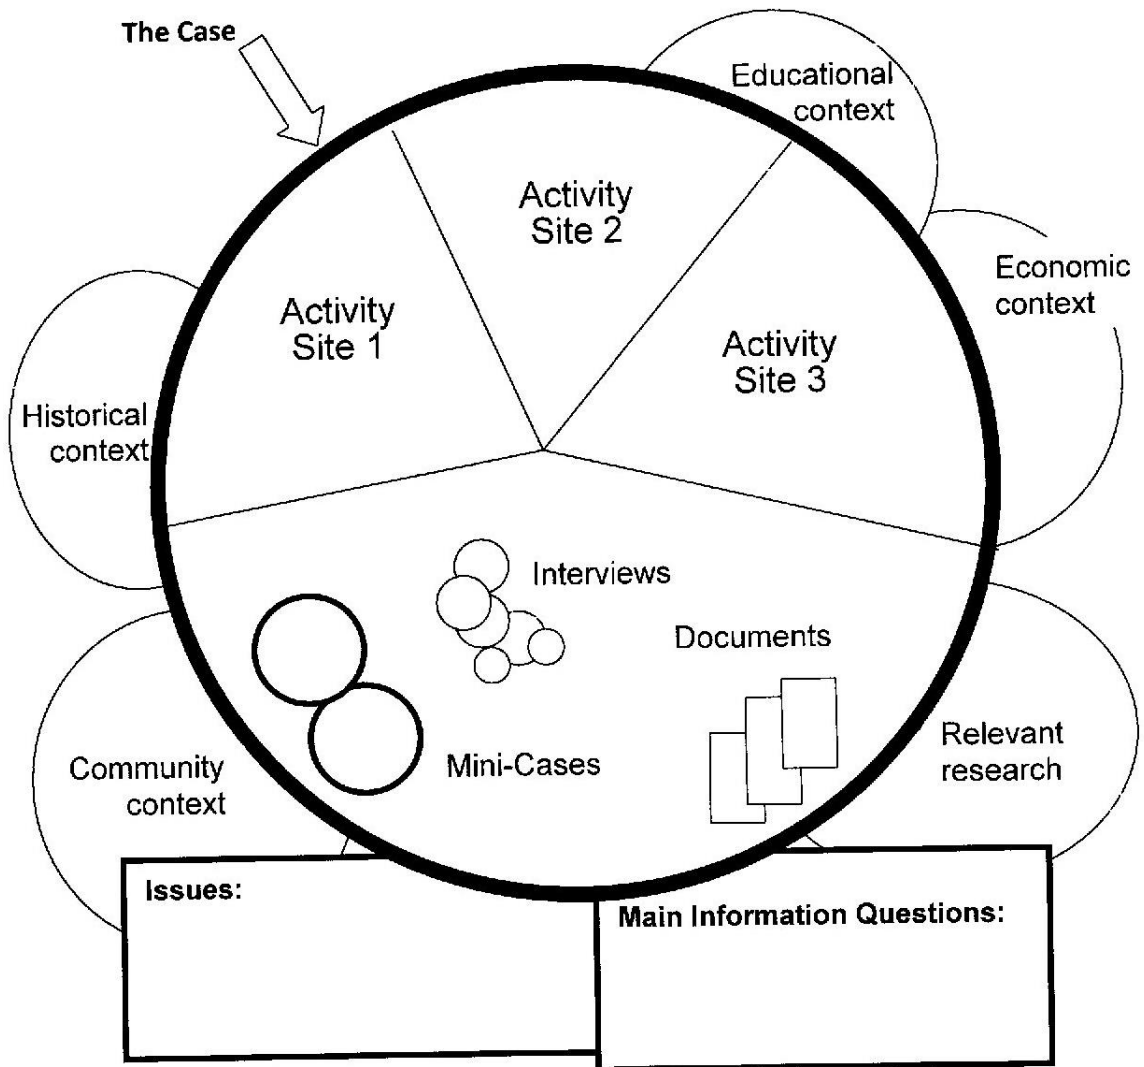 The Case
Educational
context
Activity
Site 2
Economic
context
Activity
Site 1
Activity
Site 3
Historical
context
Interviews
Documents
Mini-Cases
Relevant
research
Community
context
Issues:
Main Information Questions: